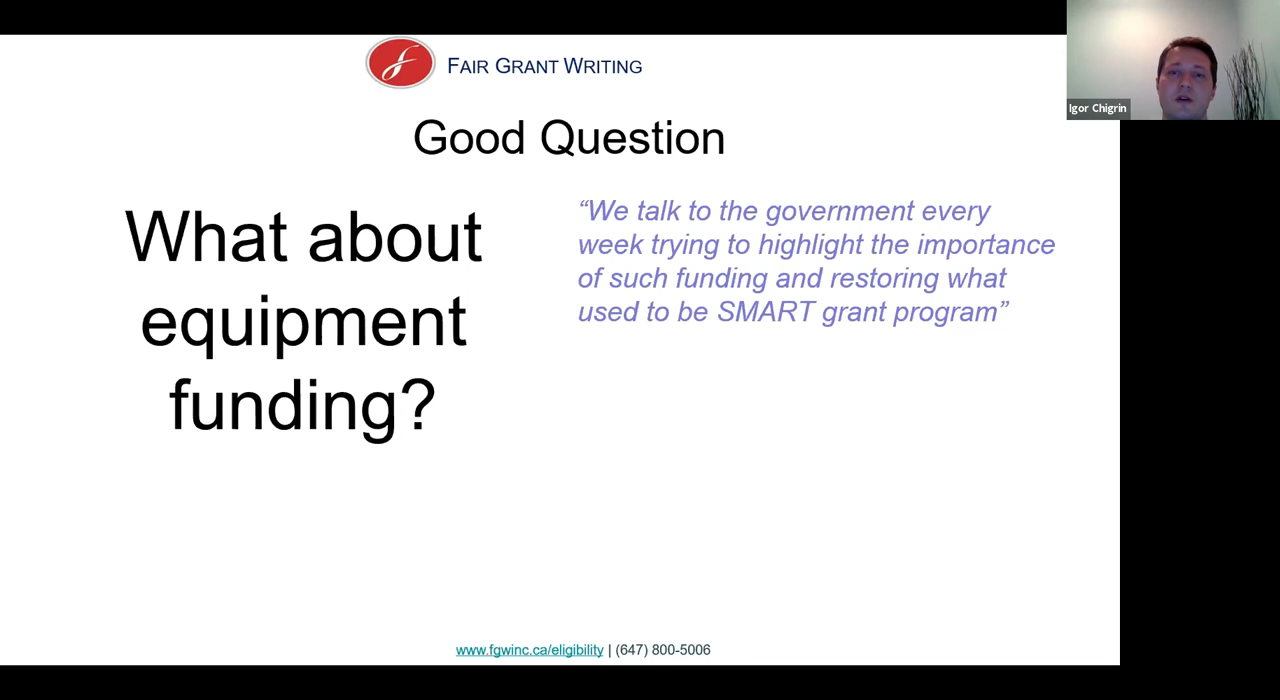 FAIR GRANT WRITING
Igor Chigrin
Good Question
What about
equipment
funding?
“We talk to the government every
week trying to highlight the importance
of such funding and restoring what
used to be SMART grant program”
www.fgwinc.ca/eligibility | (647) 800-5006